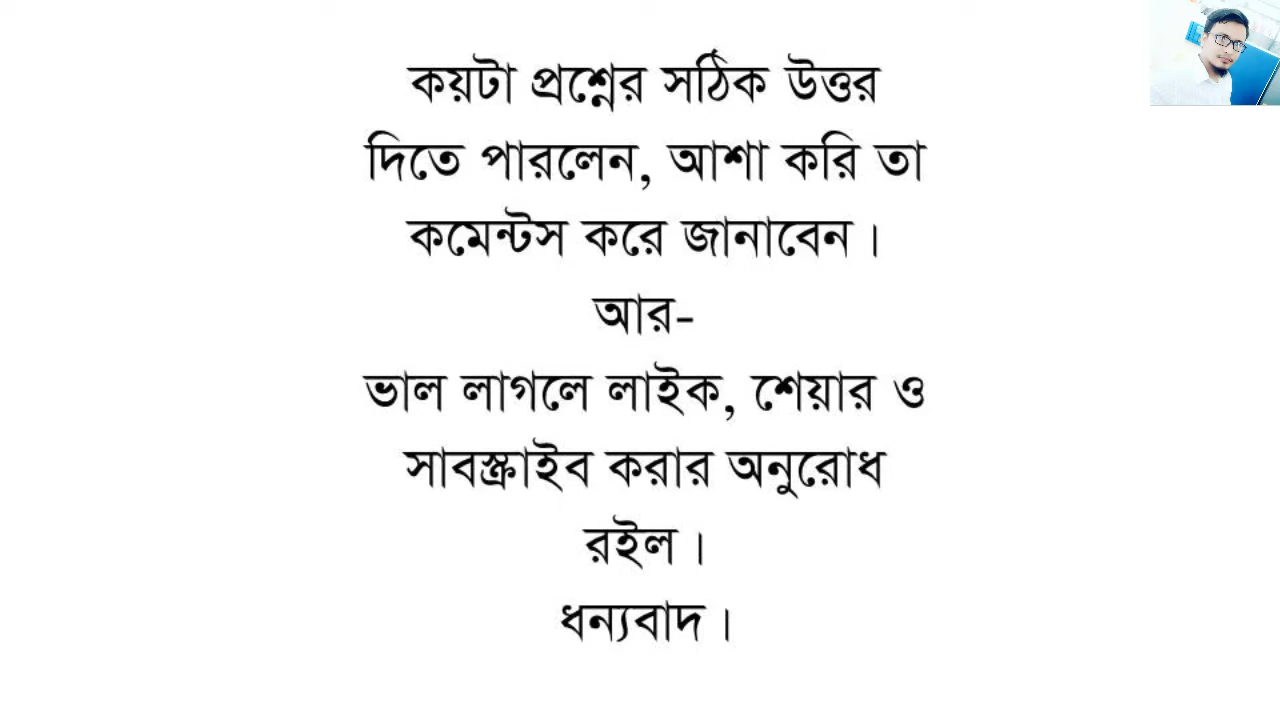 কয়টা প্রশ্নের সঠিক উত্তর
দিতে পারলেন, আশা করি তা
কমেন্টস করে জানাবেন।
আর-
ভাল লাগলে লাইক, শেয়ার ও
সাবস্ক্রাইব করার অনুরোধ
রইল।
ধন্যবাদ।